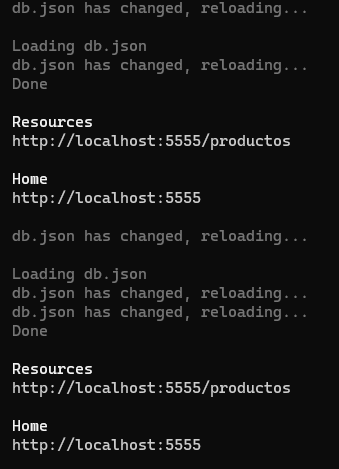 db.json has changed, reloading...
Loading db.json
db.json has changed, reloading...
Done
Resources
http://localhost:5555/productos
Home
http://localhost:5555
db.json has changed, reloading...
Loading db.json
db.json has changed, reloading...
db.json has changed, reloading...
Done
Resources
http://localhost:5555/productos
Home
http://localhost:5555